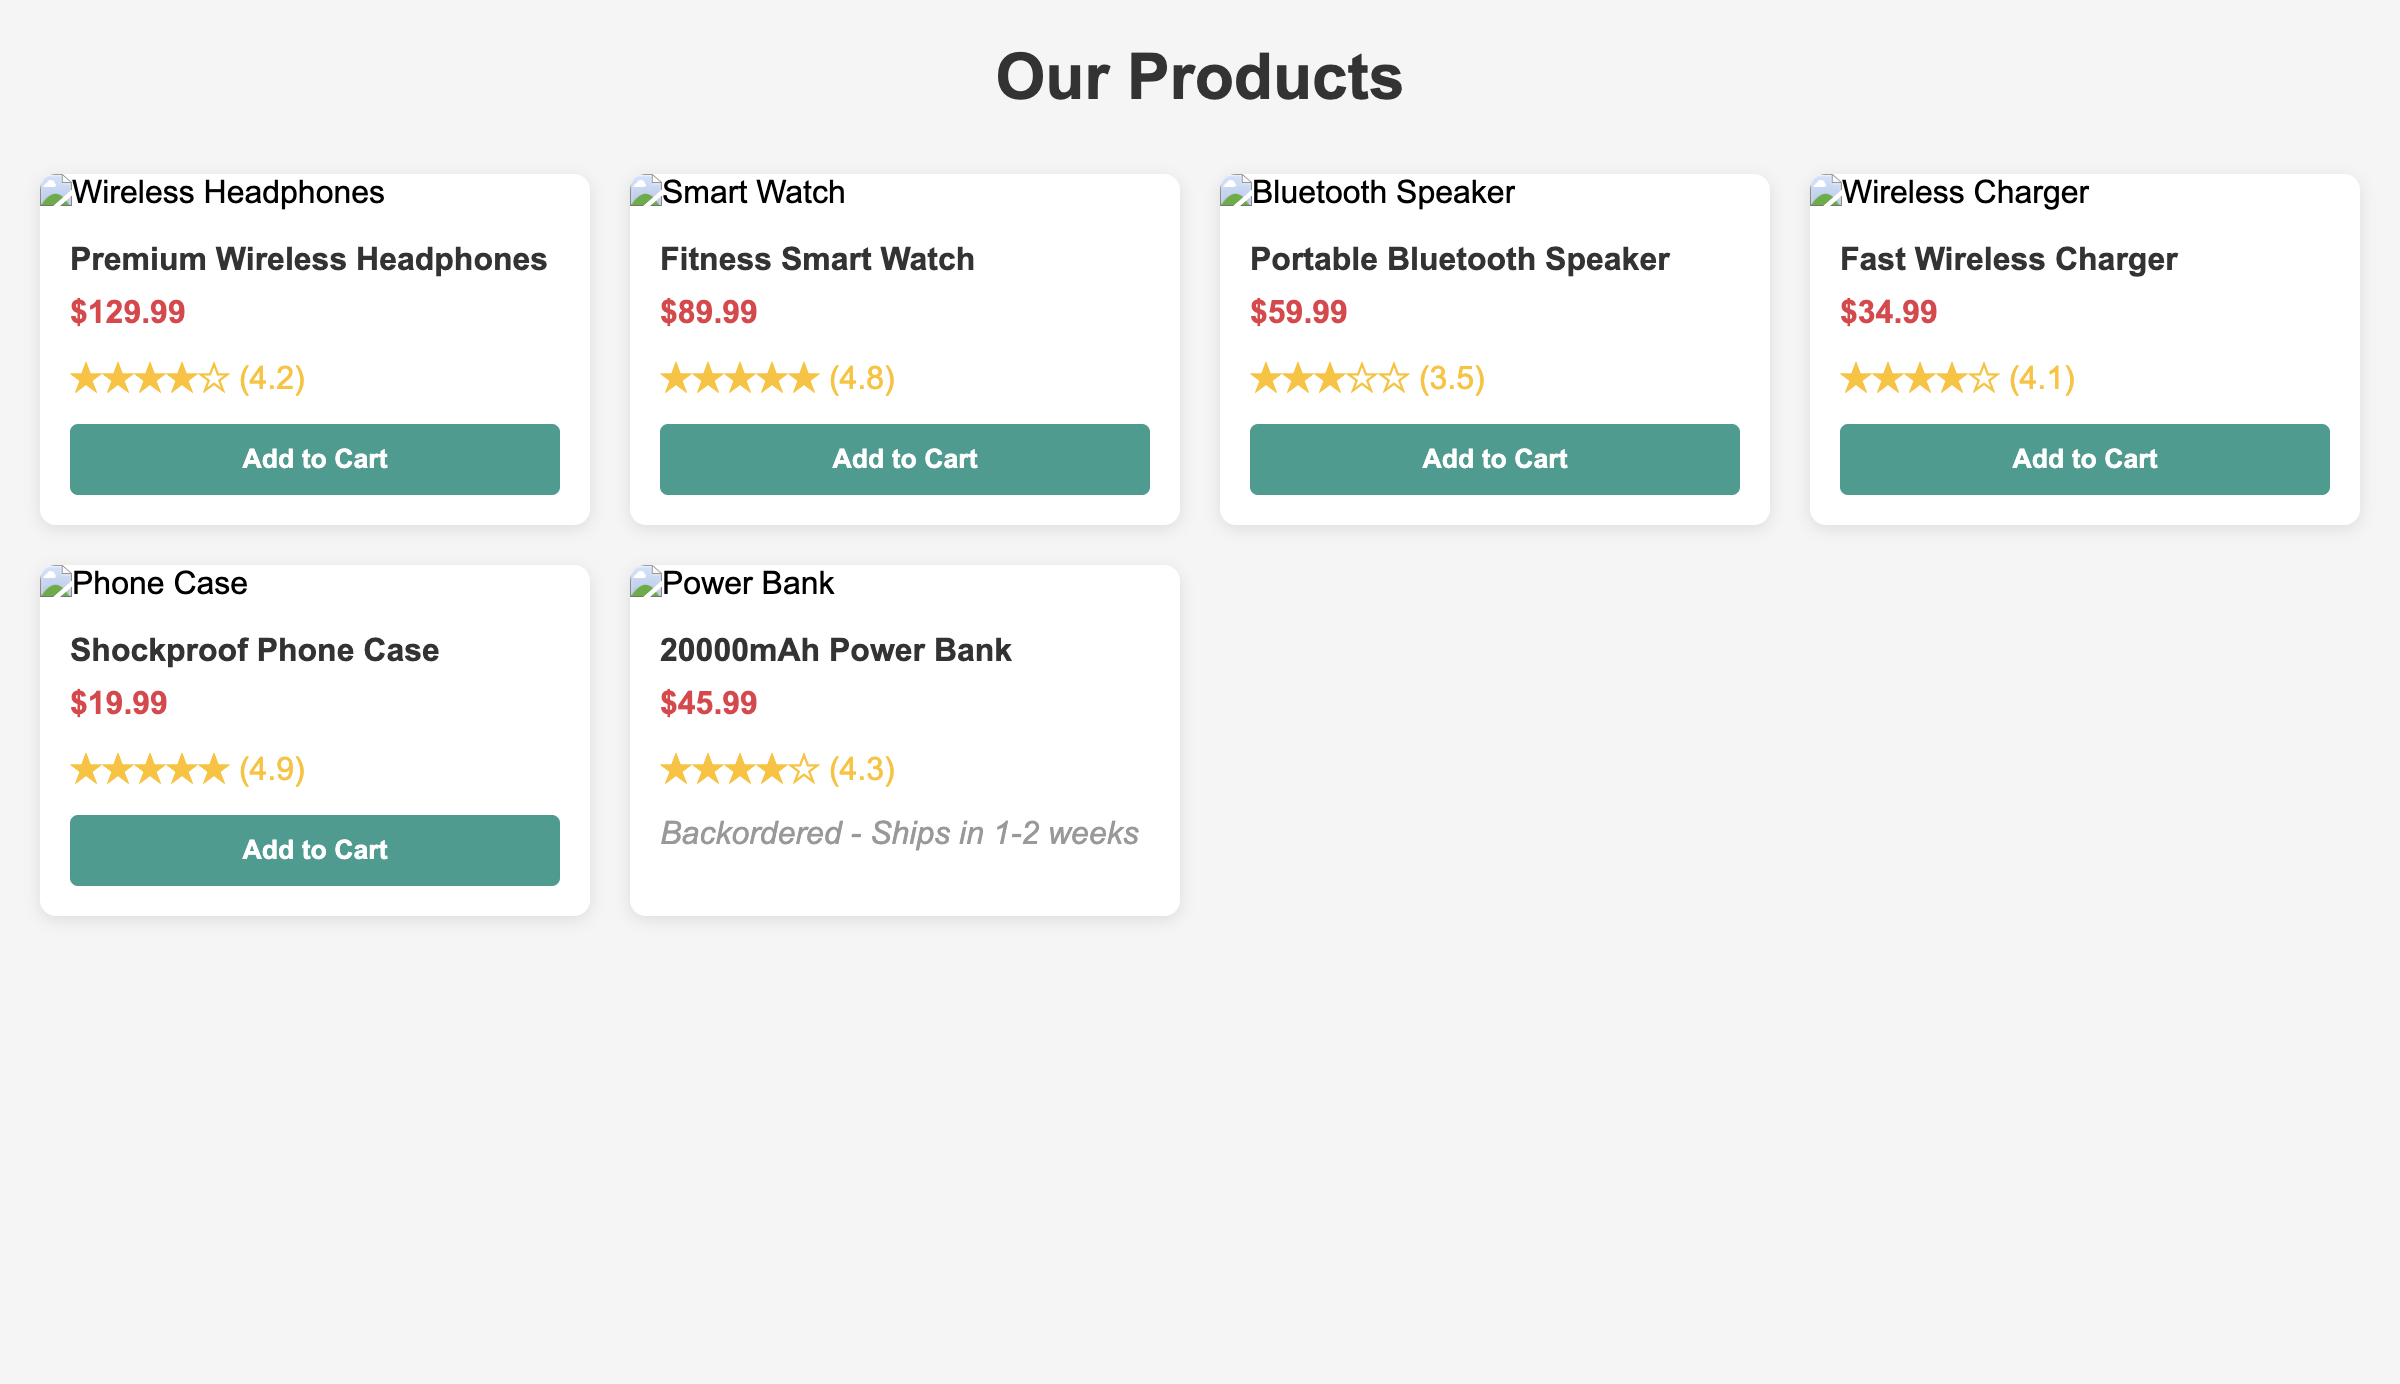 Our Products
Wireless Headphones
Premium Wireless Headphones
$129.99
★★★★☆ (4.2)
Add to Cart
Smart Watch
Fitness Smart Watch
$89.99
★★★★★ (4.8)
Add to Cart
Bluetooth Speaker
Portable Bluetooth Speaker
$59.99
★★★☆☆ (3.5)
Add to Cart
Wireless Charger
Fast Wireless Charger
$34.99
★★★★☆ (4.1)
Add to Cart
Phone Case
Shockproof Phone Case
$19.99
★★★★★ (4.9)
Add to Cart
Power Bank
20000mAh Power Bank
$45.99
★★★★☆ (4.3)
Backordered - Ships in 1-2 weeks